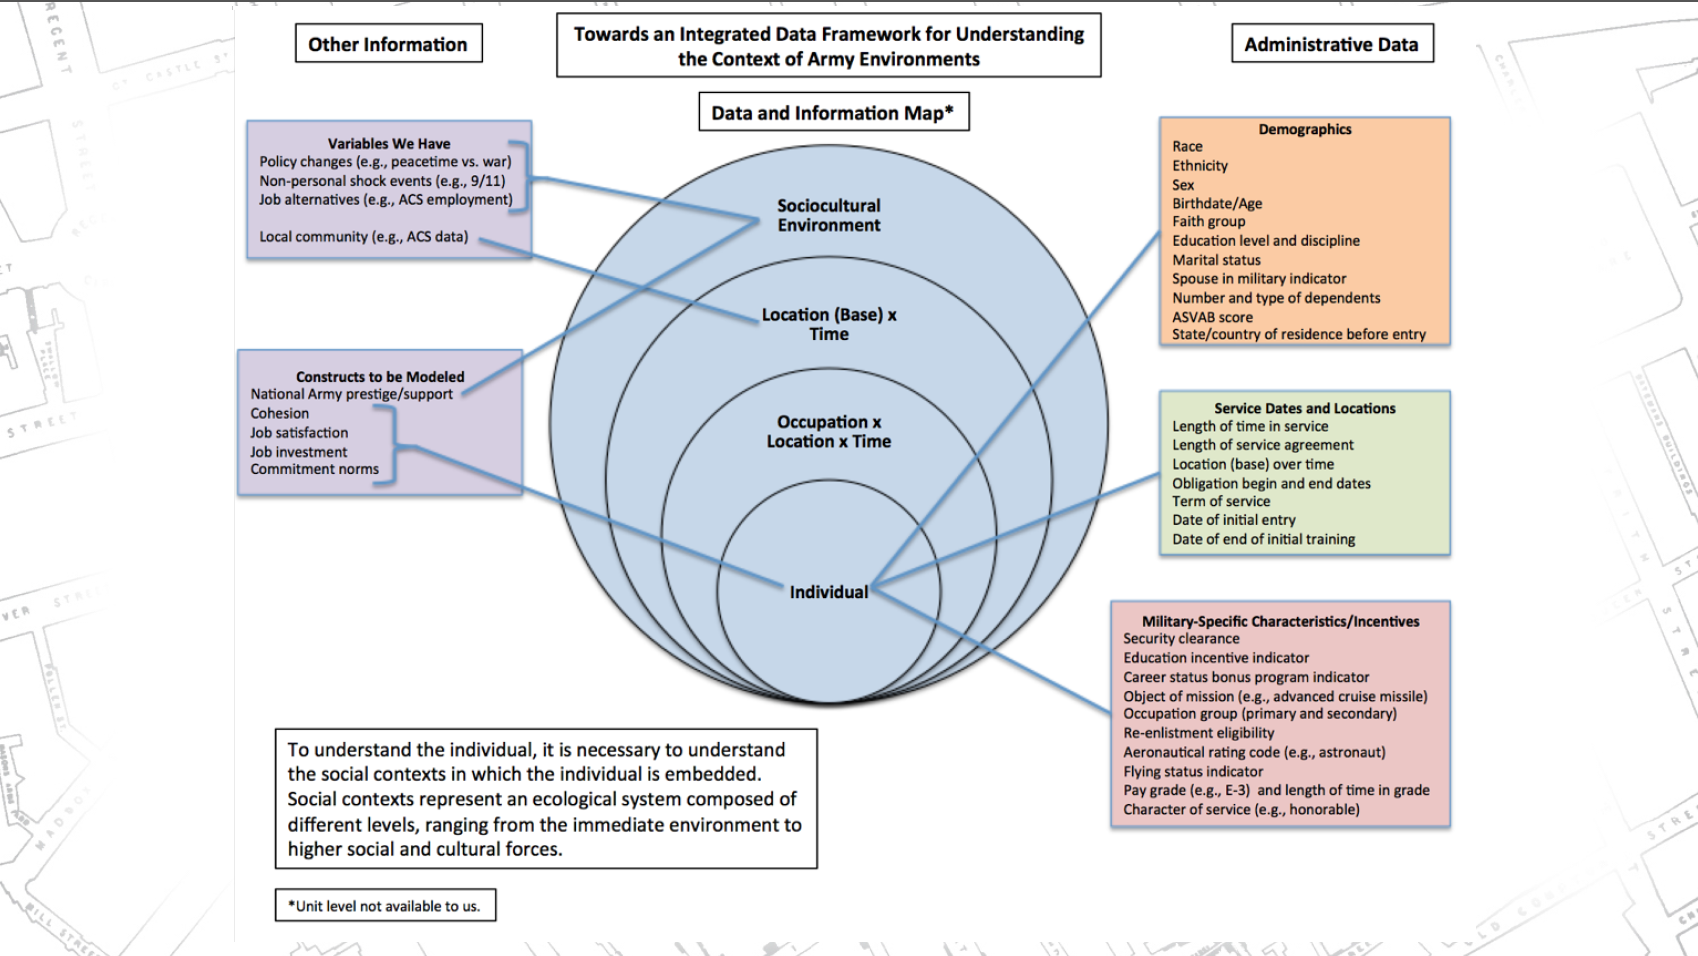 Other Information
Towards an Integrated Data Framework for Understanding
the Context of Army Environments
Administrative Data
Data and Information Map*
Variables We Have
Policy changes (e.g., peacetime vs. war)
Non-personal shock events (e.g., 9/11)
Job alternatives (e.g., ACS employment)
Local community (e.g., ACS data)
Constructs to be Modeled
National Army prestige/support
Cohesion
Job satisfaction
Job investment
Commitment norms
Sociocultural
Environment
Location (Base) x
Time
Occupation x
Location x Time
Individual
Demographics
Race
Ethnicity
Sex
Birthdate/Age
Faith group
Education level and discipline
Marital status
Spouse in military indicator
Number and type of dependents
ASVAB score
State/country of residence before entry
Service Dates and Locations
Length of time in service
Length of service agreement
Location (base) over time
Obligation begin and end dates
Term of service
Date of initial entry
Date of end of initial training
Military-Specific Characteristics/Incentives
Security clearance
Education incentive indicator
Career status bonus program indicator
Object of mission (e.g., advanced cruise missile)
Occupation group (primary and secondary)
Re-enlistment eligibility
Aeronautical rating code (e.g., astronaut)
Flying status indicator
Pay grade (e.g., E-3) and length of time in grade
Character of service (e.g., honorable)
To understand the individual, it is necessary to understand
the social contexts in which the individual is embedded.
Social contexts represent an ecological system composed of
different levels, ranging from the immediate environment to
higher social and cultural forces.
*Unit level not available to us.
REGENT
CASTLE ST
STREET
STREET
MILL STREET